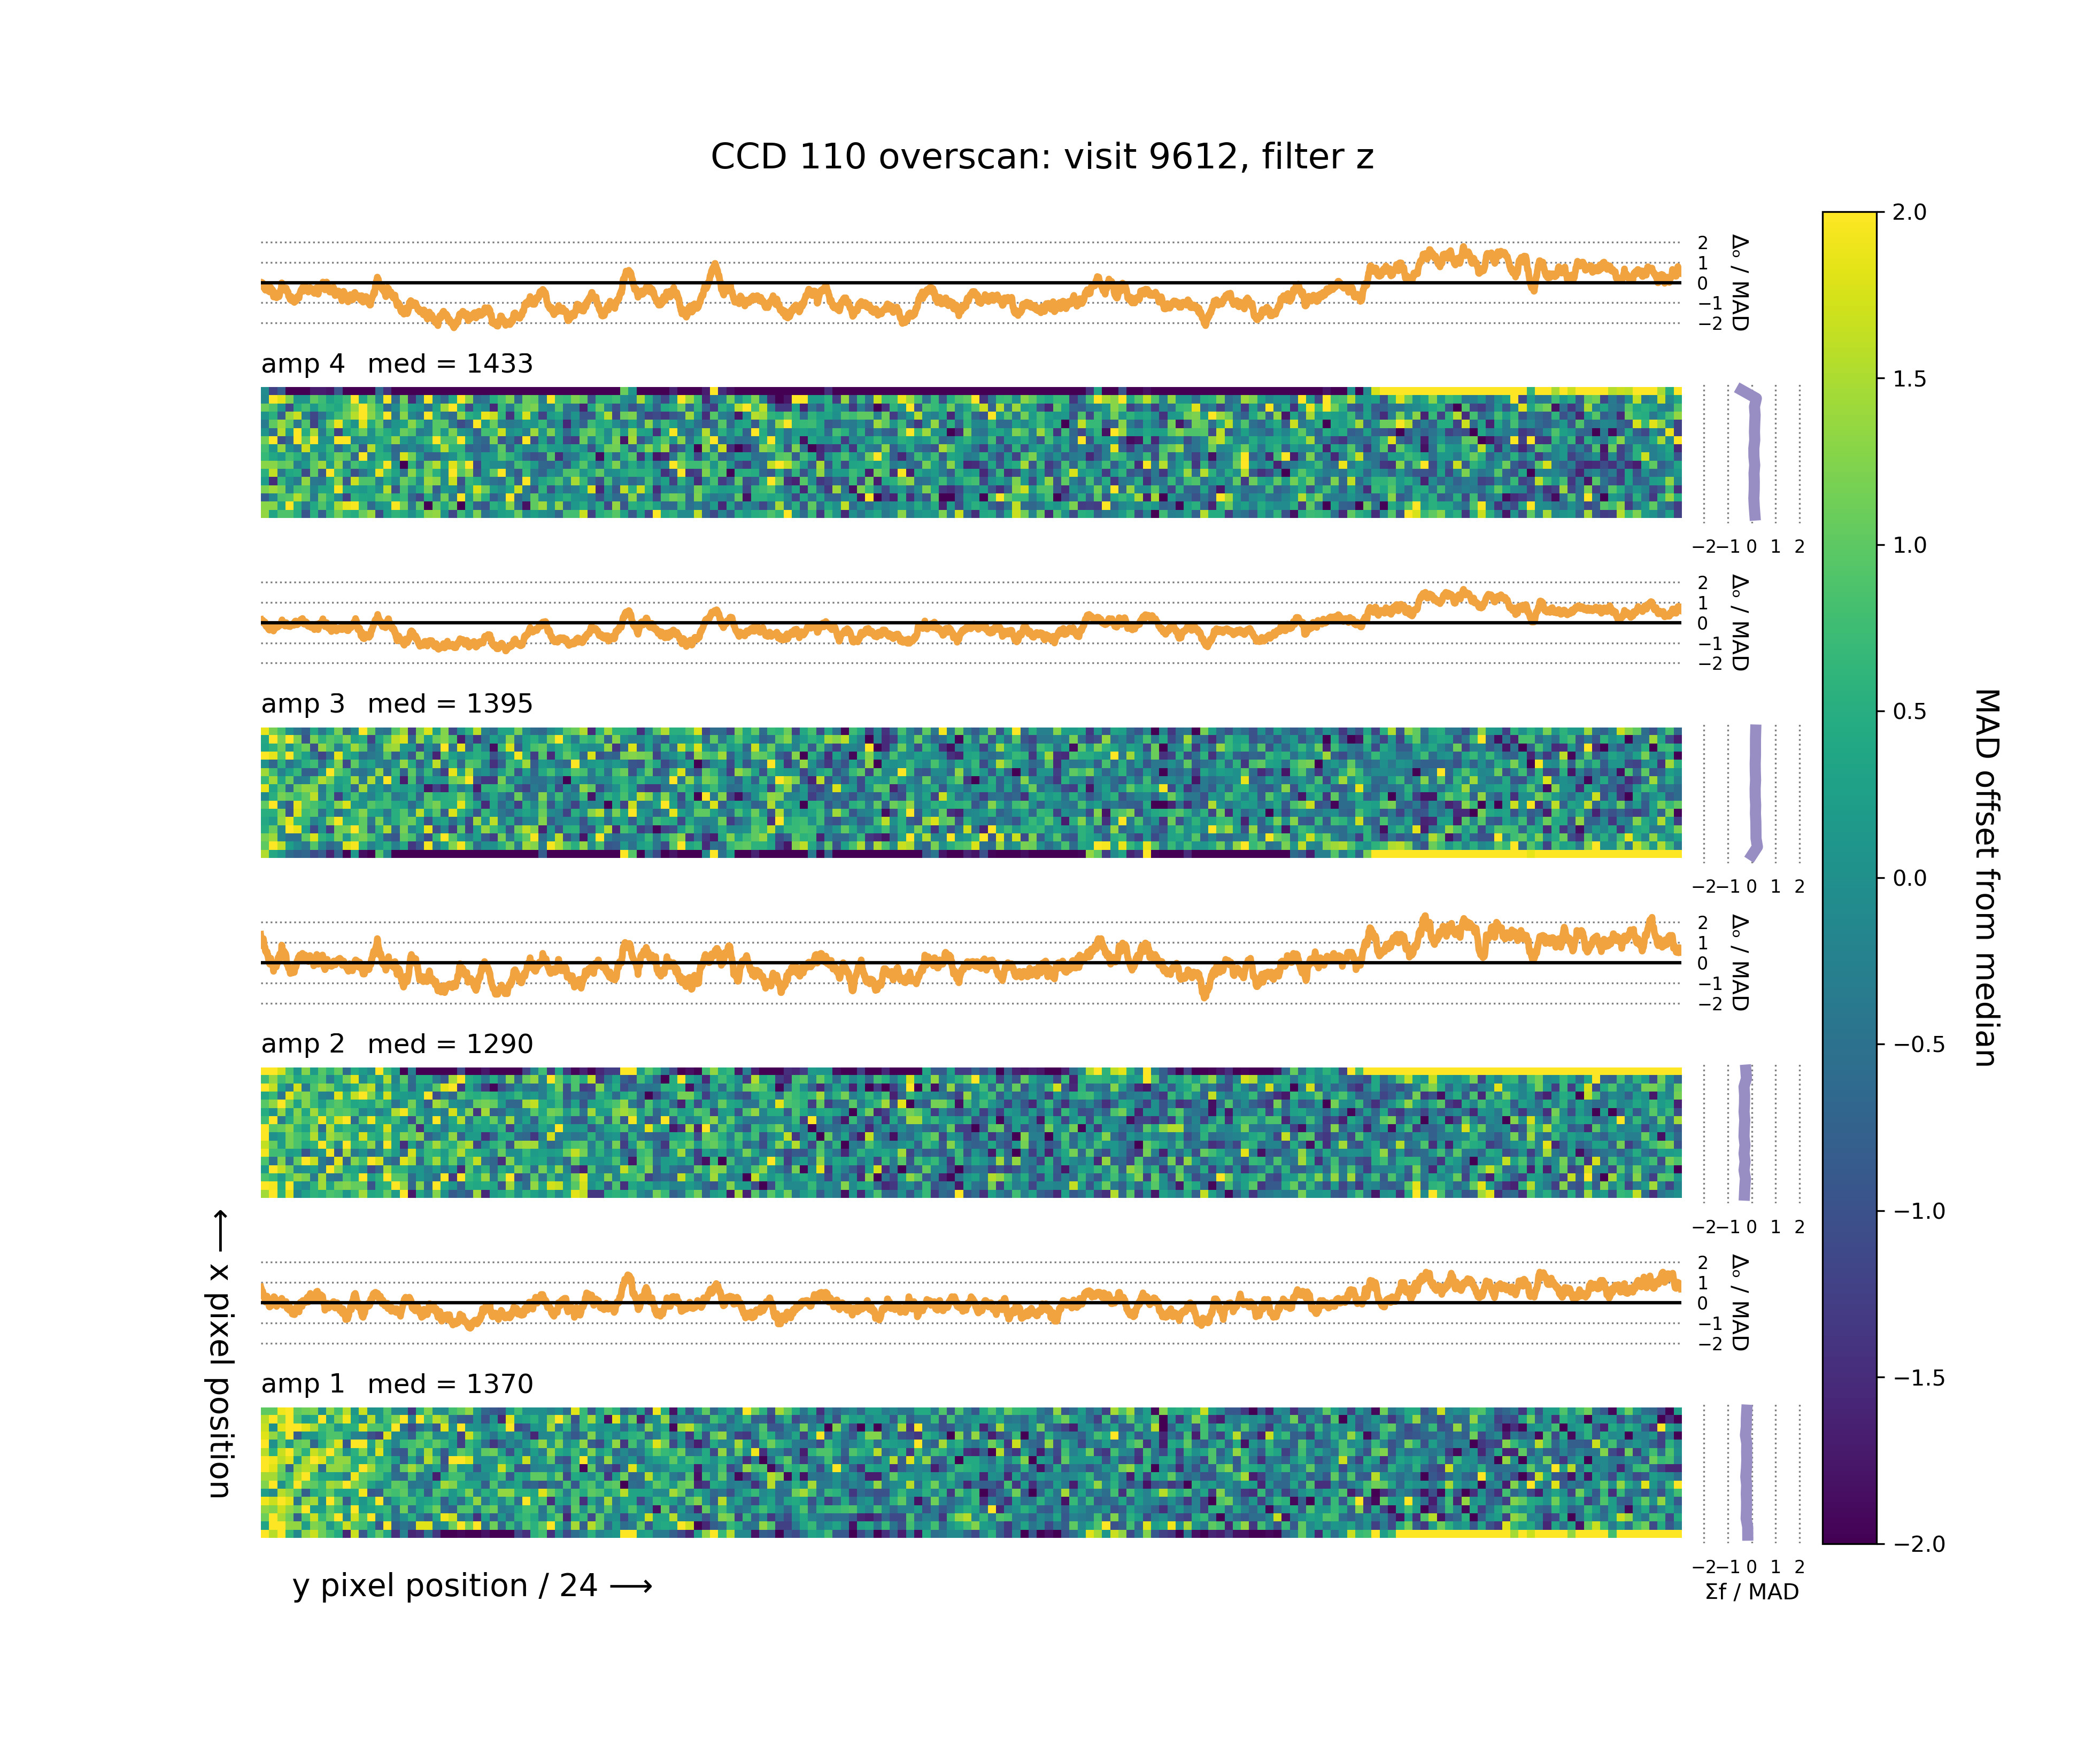 CCD 110 overscan: visit 9612, filter z
2
1
0
−1
−2
Δₒ / MAD
amp 4 med = 1433
−2 −1 0 1 2
2
1
0
−1
−2
Δₒ / MAD
amp 3 med = 1395
−2 −1 0 1 2
2
1
0
−1
−2
Δₒ / MAD
amp 2 med = 1290
−2 −1 0 1 2
2
1
0
−1
−2
Δₒ / MAD
amp 1 med = 1370
−2 −1 0 1 2
Σf / MAD
⟵ x pixel position
y pixel position / 24 ⟶
2.0
1.5
1.0
0.5
0.0
−0.5
−1.0
−1.5
−2.0
MAD offset from median